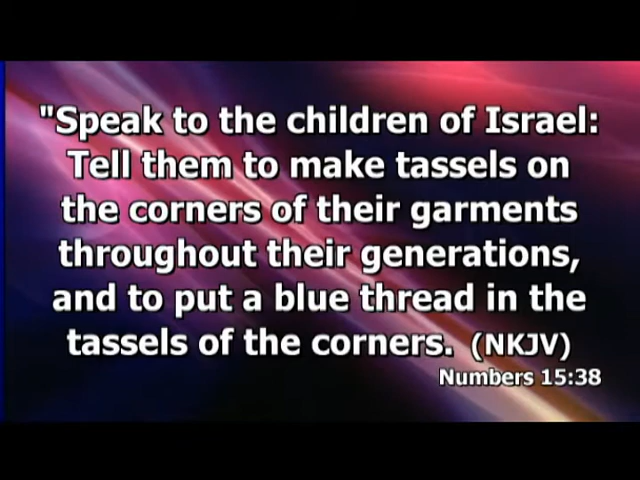 "Speak to the children of Israel:
Tell them to make tassels on
the corners of their garments
throughout their generations,
and to put a blue thread in the
tassels of the corners. (NKJV)
Numbers 15:38